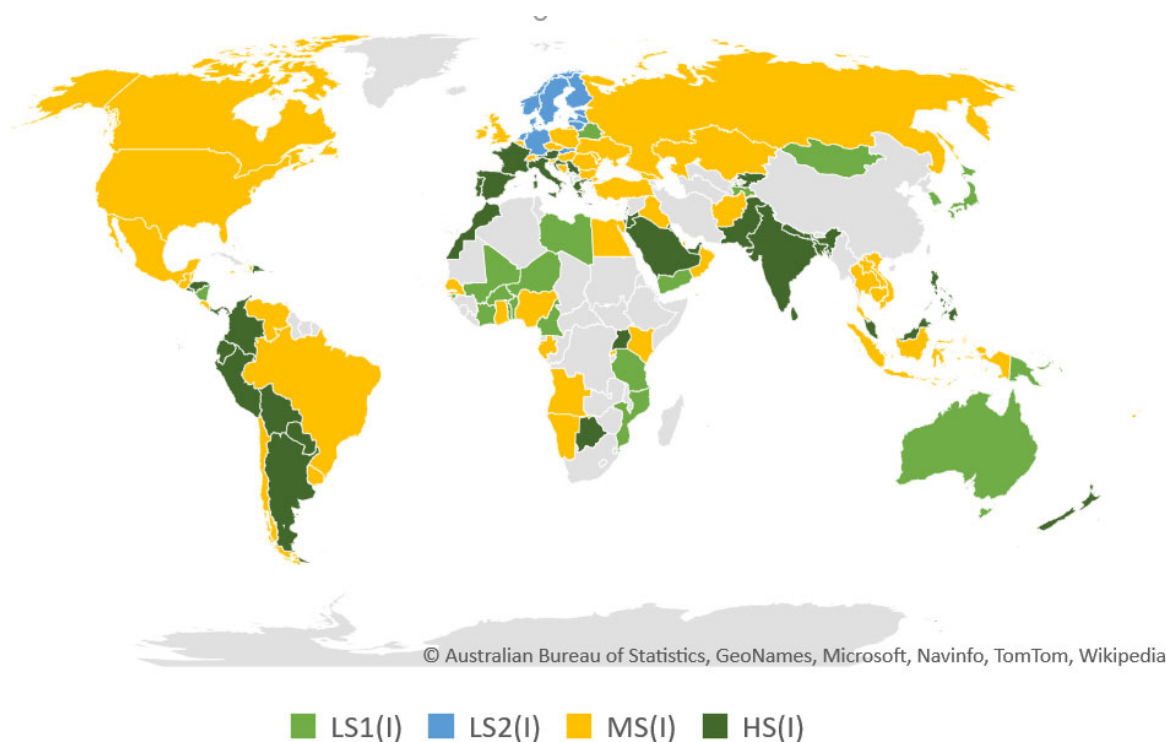 © Australian Bureau of Statistics, GeoNames, Microsoft, Navinfo, TomTom, Wikipedia
LS1(I) LS2(I) MS(I) HS(I)